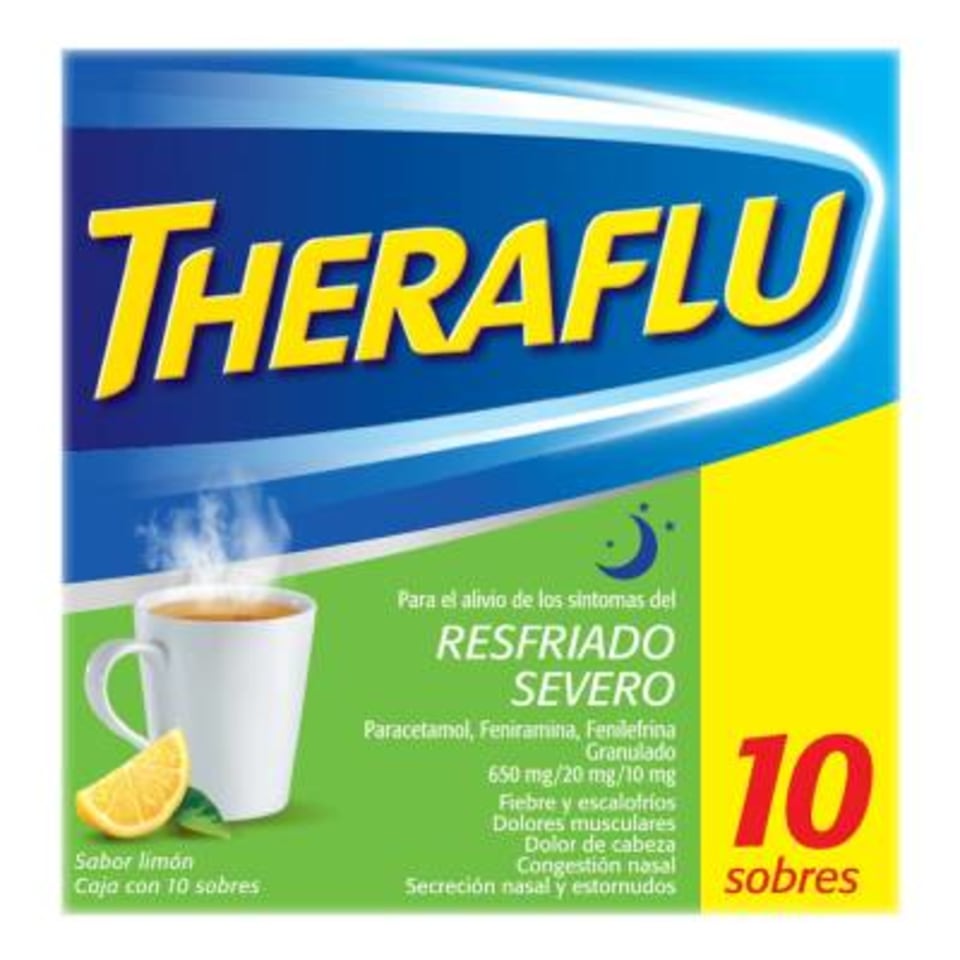 THERAFLU
Para el alivio de los síntomas del
RESFRIADO
SEVERO
Paracetamol, Feniramina, Fenilefrina
Granulado
650 mg/20 mg/10 mg
Fiebre y escalofríos
Dolores musculares
Dolor de cabeza
Congestión nasal
Secreción nasal y estornudos
Sabor limón
Caja con 10 sobres
10
sobres